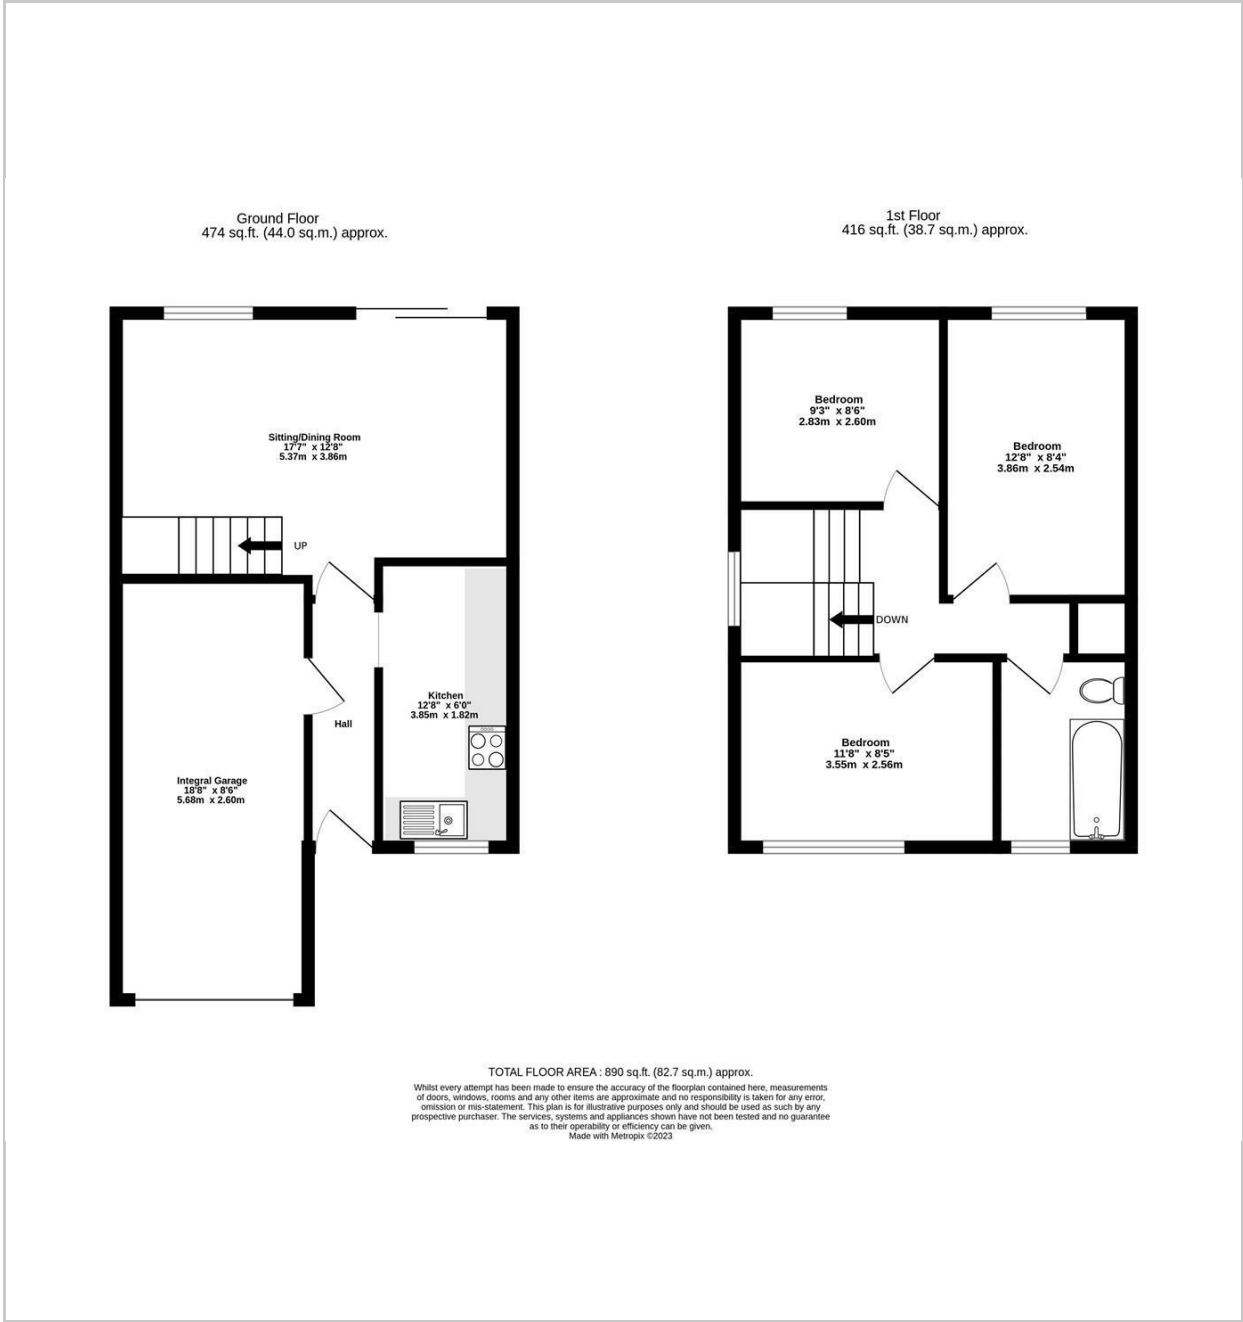 Ground Floor
474 sq.ft. (44.0 sq.m.) approx.
1st Floor
416 sq.ft. (38.7 sq.m.) approx.
Sitting/Dining Room
17'7" x 12'8"
5.37m x 3.86m
UP
Kitchen
12'8" x 6'0"
3.85m x 1.82m
Hall
Integral Garage
18'8" x 8'6"
5.68m x 2.60m
Bedroom
9'3" x 8'6"
2.83m x 2.60m
Bedroom
12'8" x 8'4"
3.86m x 2.54m
DOWN
Bedroom
11'8" x 8'5"
3.55m x 2.56m
TOTAL FLOOR AREA : 890 sq.ft. (82.7 sq.m.) approx.
Whilst every attempt has been made to ensure the accuracy of the floorplan contained here, measurements
of doors, windows, rooms and any other items are approximate and no responsibility is taken for any error,
omission or mis-statement. This plan is for illustrative purposes only and should be used as such by any
prospective purchaser. The services, systems and appliances shown have not been tested and no guarantee
as to their operability or efficiency can be given.
Made with Metropix ©2023